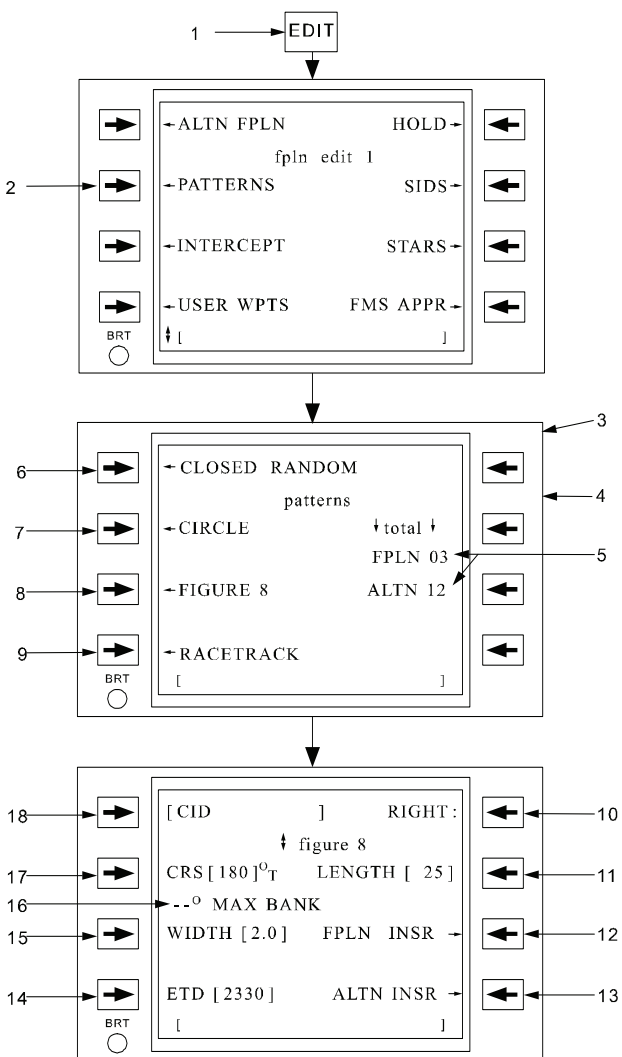 1 EDIT
←ALTN FPLN HOLD→
fpln edit 1
2 ←PATTERNS SIDS→
←INTERCEPT STARS→
←USER WPTS FMS APPR→
BRT
[ ]
3
4
6 ←CLOSED RANDOM
patterns
7 ←CIRCLE ↓total ↓
FPLN 03
5
8 ←FIGURE 8 ALTN 12
9 ←RACETRACK
BRT
[ ]
18 [CID ] RIGHT: 10
figure 8
17 CRS[180]°T LENGTH [ 25] 11
16 --° MAX BANK
15 WIDTH [2.0] FPLN INSR → 12
14 ETD [2330] ALTN INSR → 13
BRT
[ ]